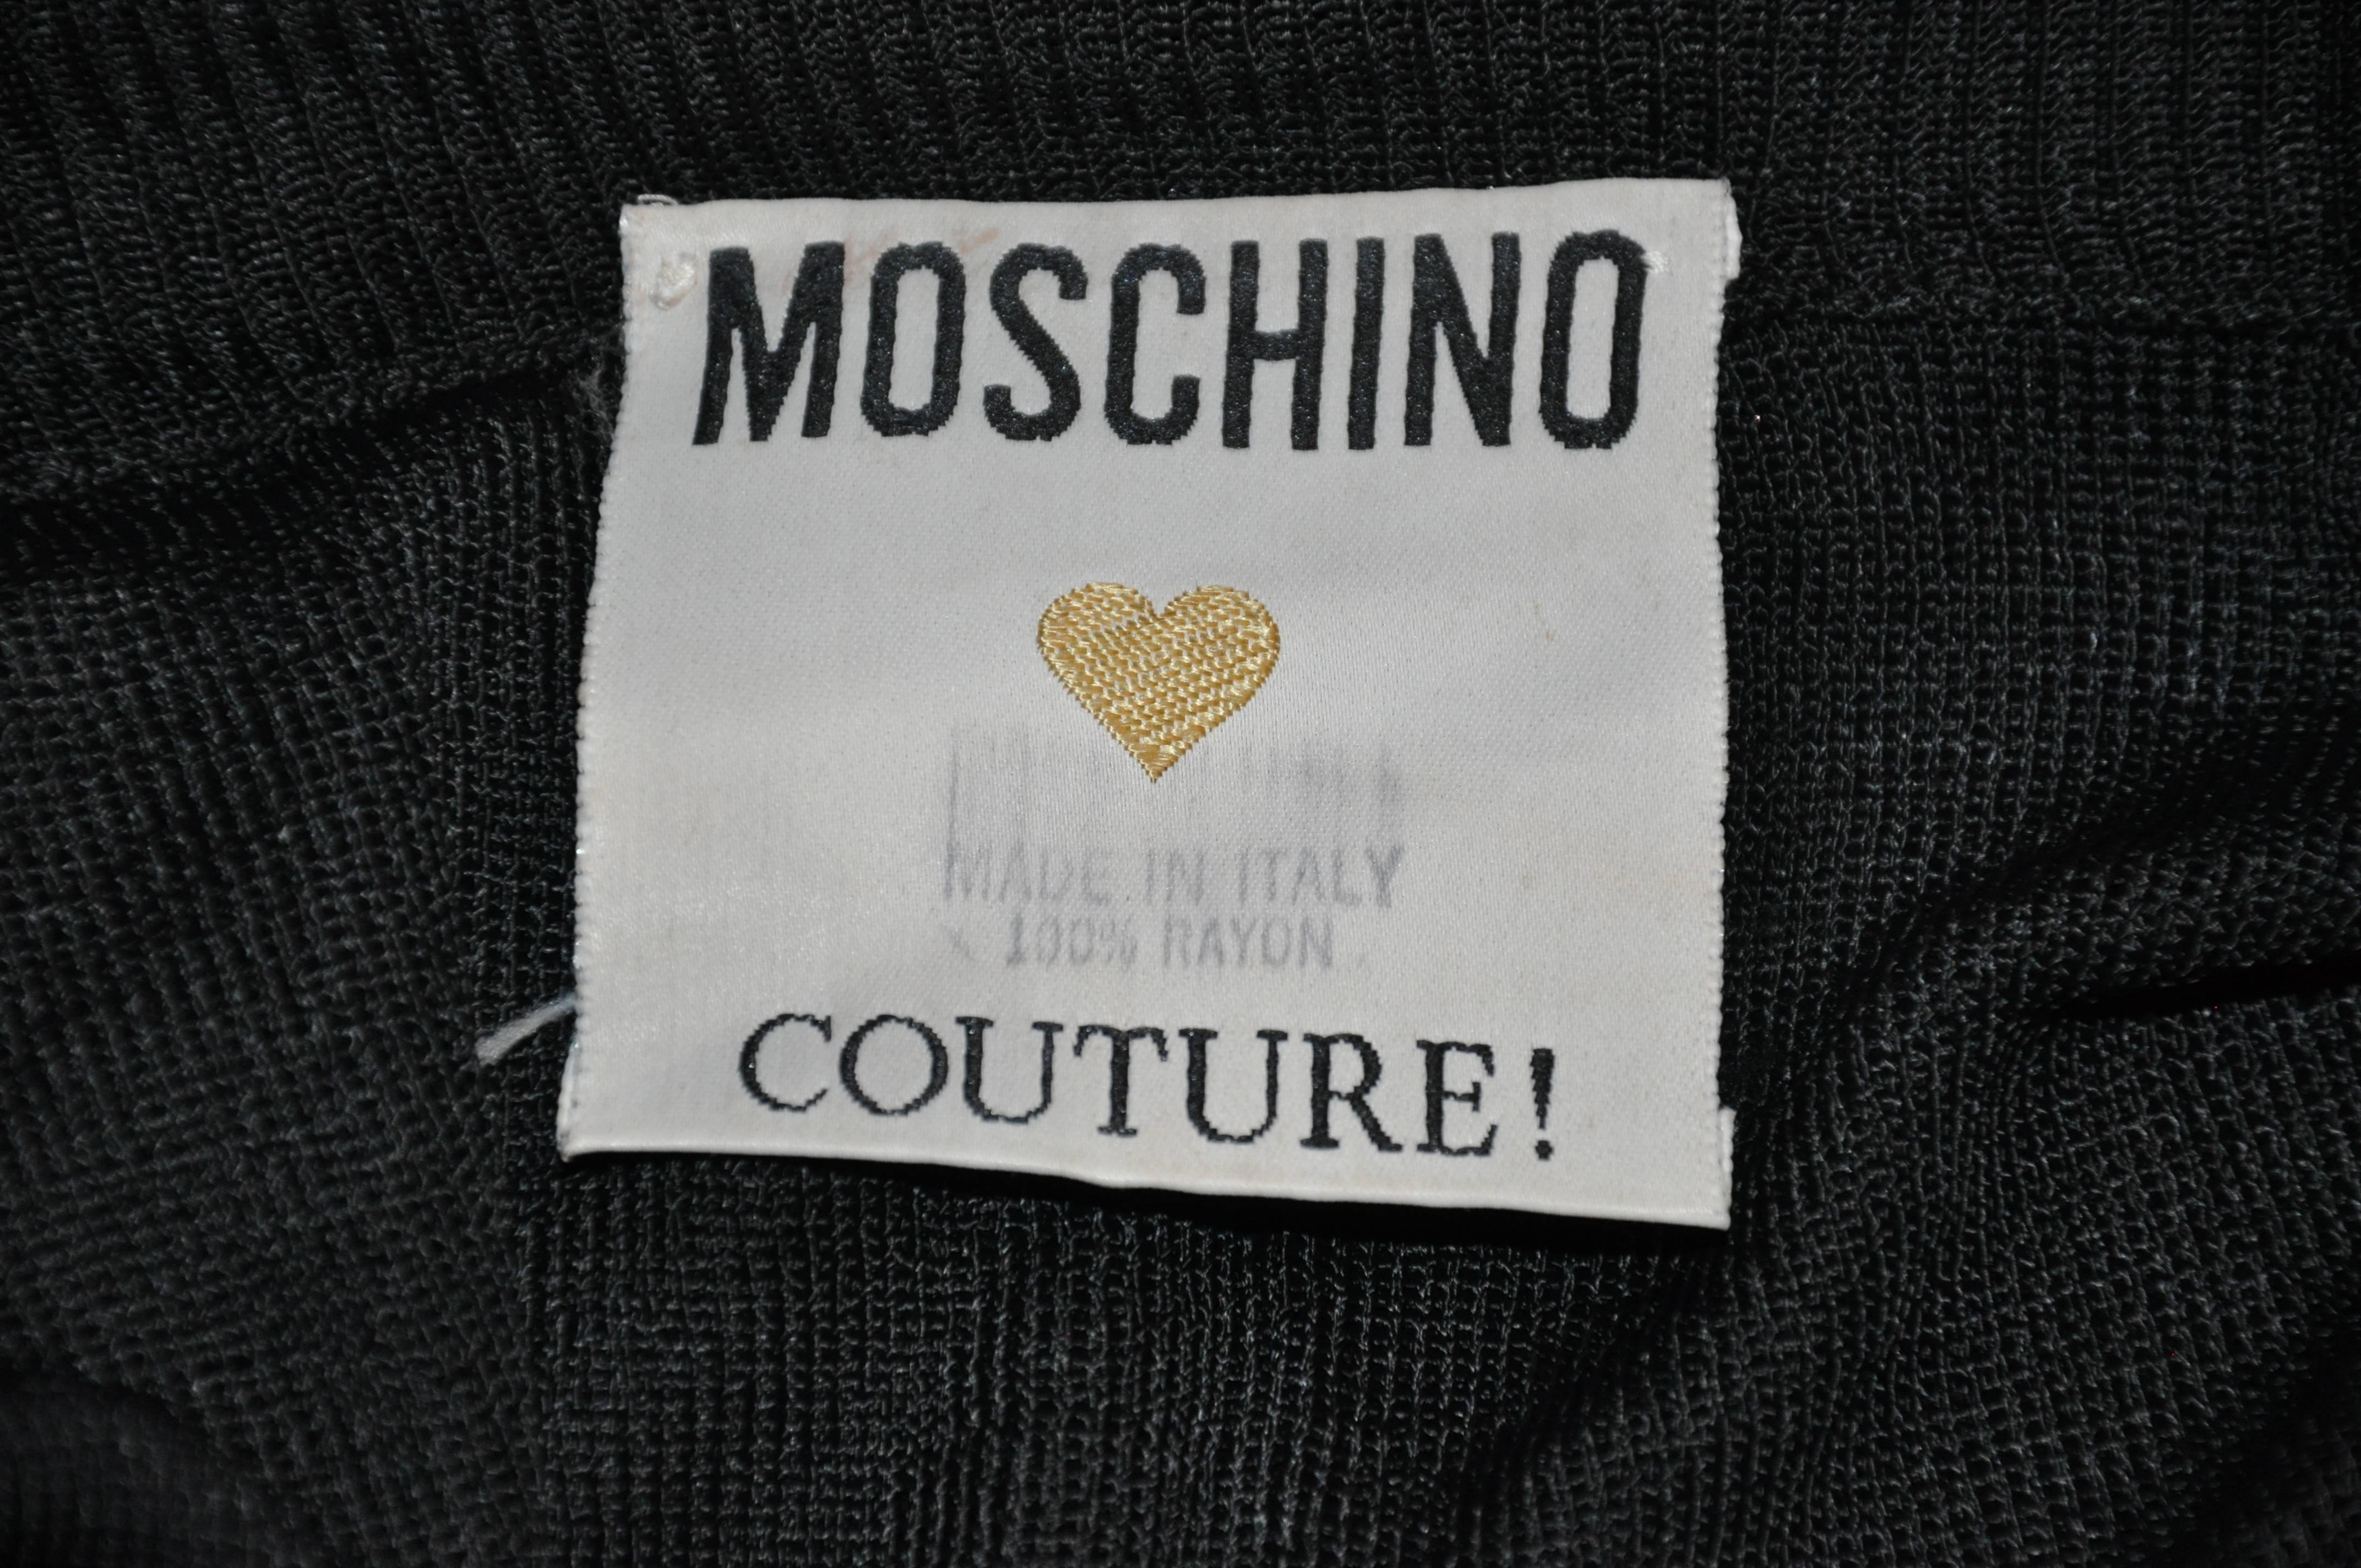 MOSCHINO
MADE IN ITALY
100% RAYON
COUTURE!